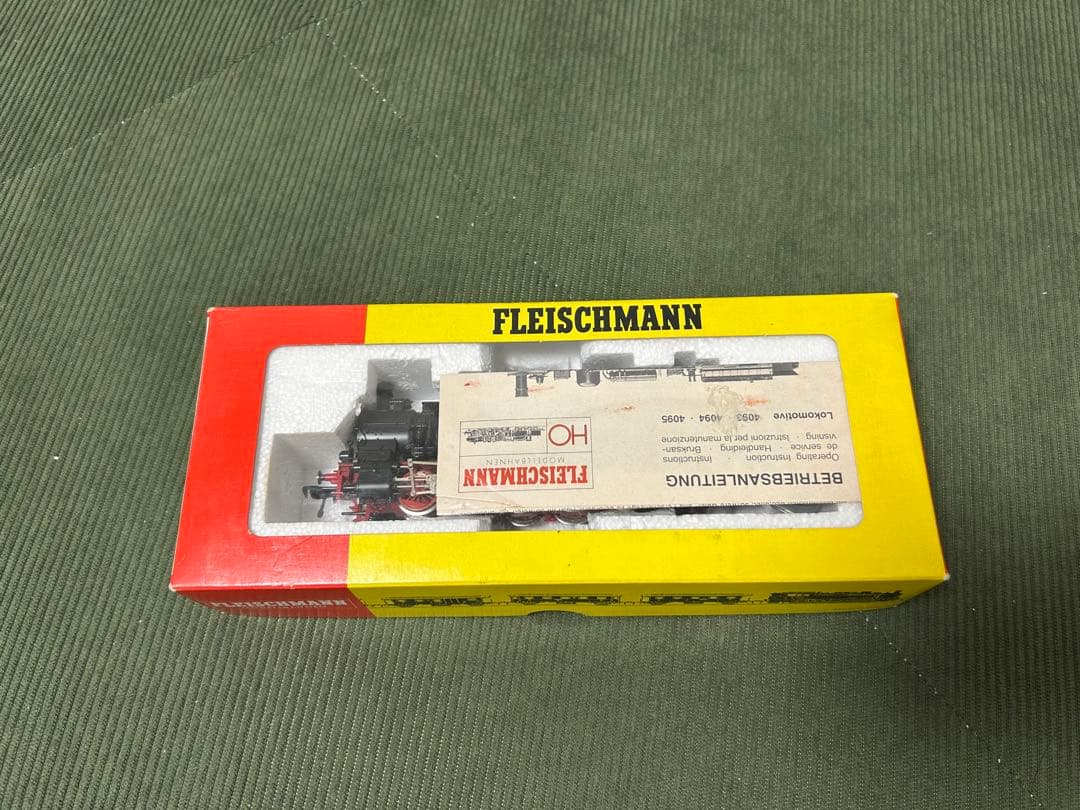 FLEISCHMANN
BETRIEBSANLEITUNG
Operating Instruction · Instructions
de service · Handleiding · Bruksan-
visning · Istruzioni per la manutenzione
Lokomotive 4093 · 4094 · 4095
FLEISCHMANN
MODELLBAHNEN
HO
FLEISCHMANN